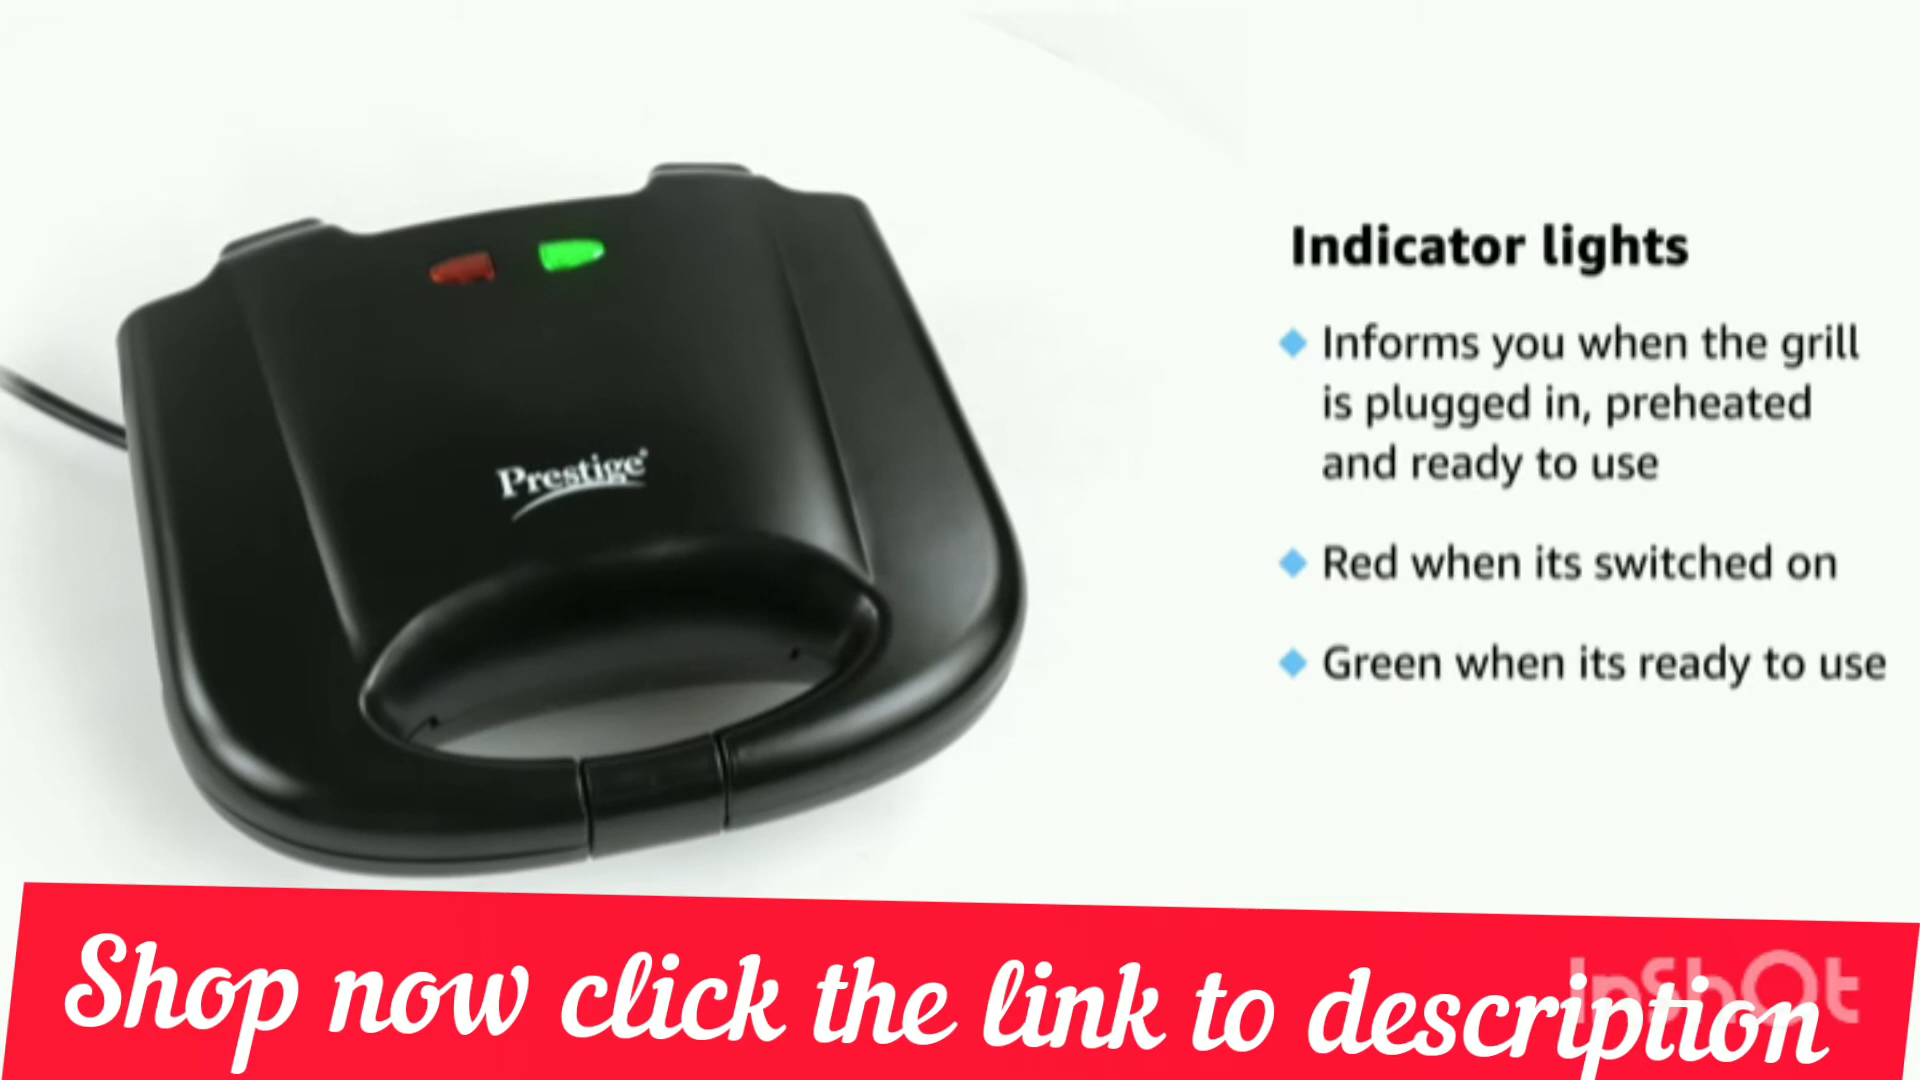 Indicator lights
Informs you when the grill
is plugged in, preheated
and ready to use
Red when its switched on
Green when its ready to use
Prestige
Shop now click the link to description
InShOt